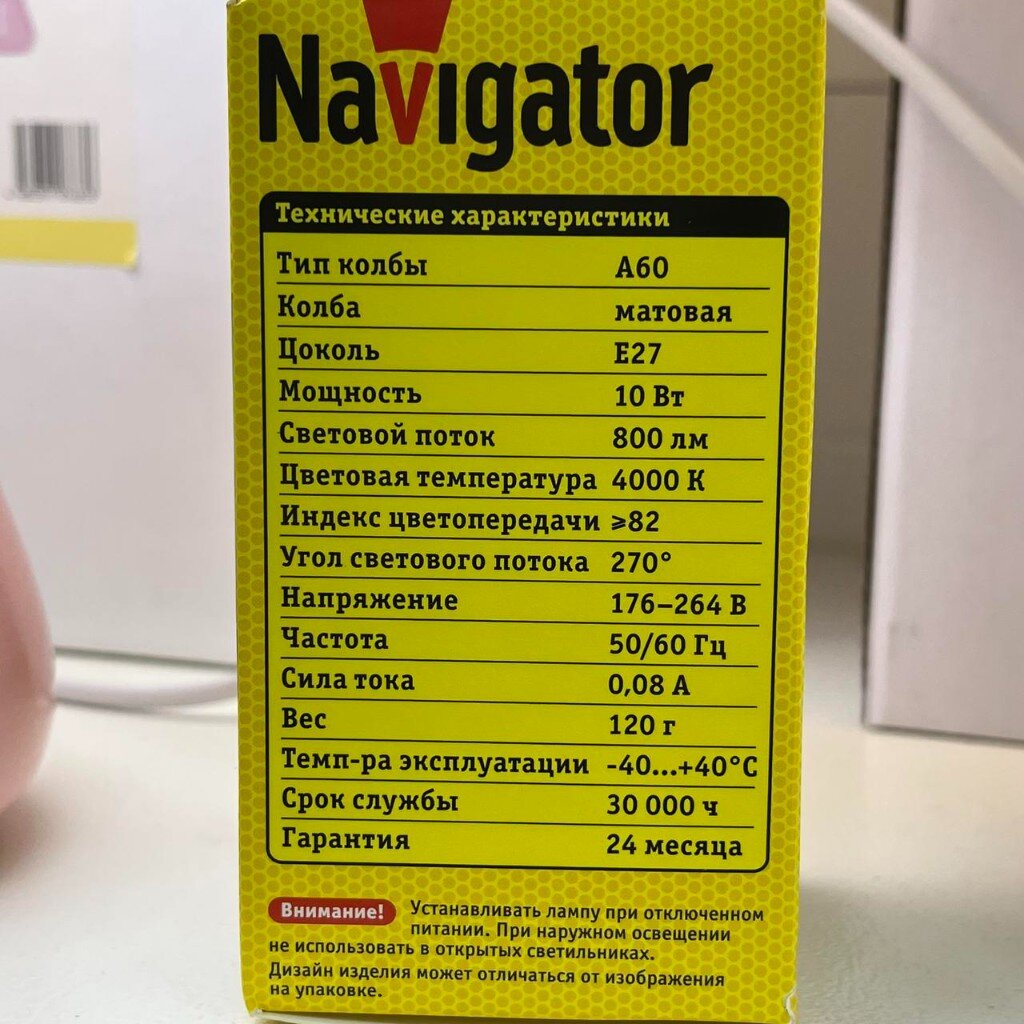 Navigator
Технические характеристики
Тип колбы A60
Колба матовая
Цоколь E27
Мощность 10 Вт
Световой поток 800 лм
Цветовая температура 4000 К
Индекс цветопередачи ⩾82
Угол светового потока 270°
Напряжение 176–264 В
Частота 50/60 Гц
Сила тока 0,08 А
Вес 120 г
Темп-ра эксплуатации -40...+40°С
Срок службы 30 000 ч
Гарантия 24 месяца
Внимание! Устанавливать лампу при отключенном
питании. При наружном освещении
не использовать в открытых светильниках.
Дизайн изделия может отличаться от изображения
на упаковке.